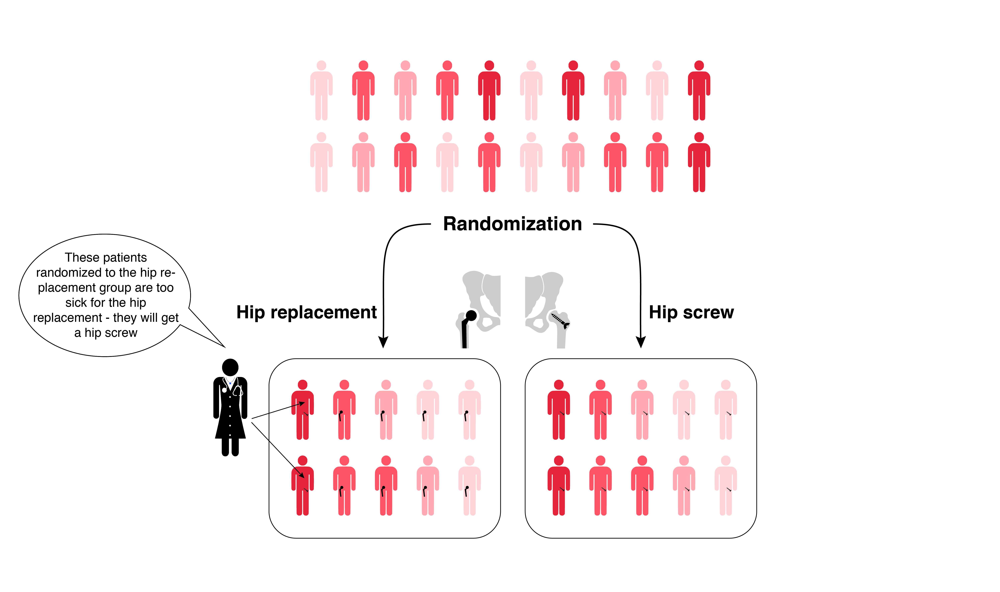 Randomization
These patients
randomized to the hip re-
placement group are too
sick for the hip
replacement - they will get
a hip screw
Hip replacement
Hip screw